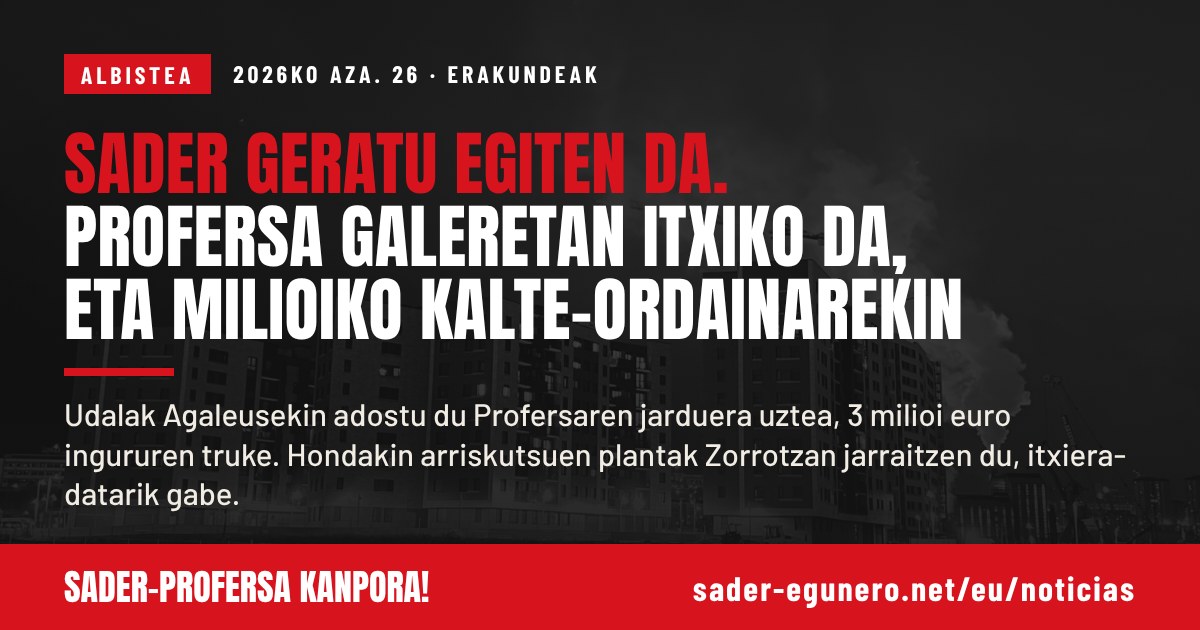 ALBISTEA 2026KO AZA. 26 · ERAKUNDEAK
SADER GERATU EGITEN DA.
PROFERSA GALERETAN ITXIKO DA,
ETA MILIOIKO KALTE-ORDAINAREKIN
Udalak Agaleusekin adostu du Profersaren jarduera uztea, 3 milioi euro
ingururen truke. Hondakin arriskutsuen plantak Zorrotzan jarraitzen du, itxiera-
datarik gabe.
SADER-PROFERSA KANPORA!
sader-egunero.net/eu/noticias